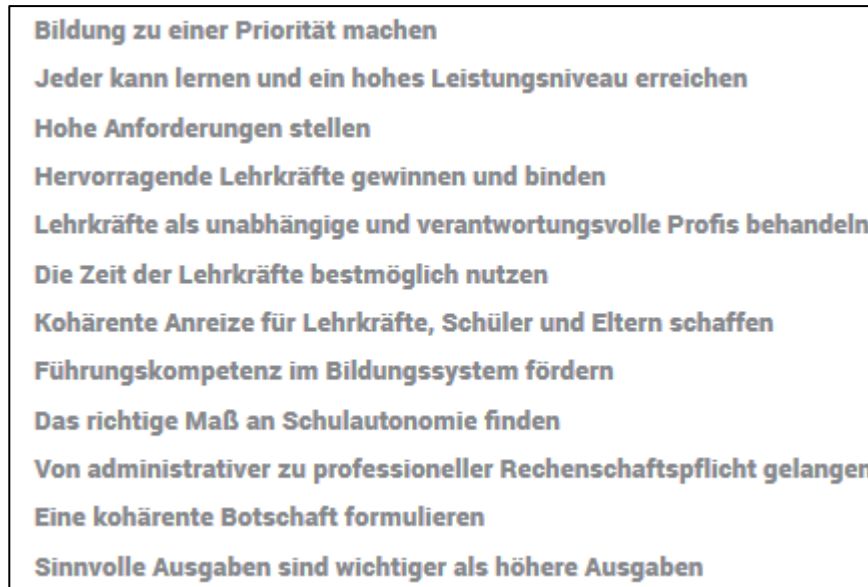 Bildung zu einer Priorität machen
Jeder kann lernen und ein hohes Leistungsniveau erreichen
Hohe Anforderungen stellen
Hervorragende Lehrkräfte gewinnen und binden
Lehrkräfte als unabhängige und verantwortungsvolle Profis behandeln
Die Zeit der Lehrkräfte bestmöglich nutzen
Kohärente Anreize für Lehrkräfte, Schüler und Eltern schaffen
Führungskompetenz im Bildungssystem fördern
Das richtige Maß an Schulautonomie finden
Von administrativer zu professioneller Rechenschaftspflicht gelangen
Eine kohärente Botschaft formulieren
Sinnvolle Ausgaben sind wichtiger als höhere Ausgaben